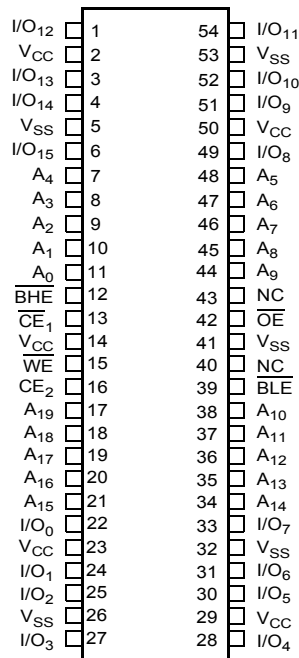 I/O12 1 54 I/O11
VCC 2 53 VSS
I/O13 3 52 I/O10
I/O14 4 51 I/O9
VSS 5 50 VCC
I/O15 6 49 I/O8
A4 7 48 A5
A3 8 47 A6
A2 9 46 A7
A1 10 45 A8
A0 11 44 A9
BHE 12 43 NC
CE1 13 42 OE
VCC 14 41 VSS
WE 15 40 NC
CE2 16 39 BLE
A19 17 38 A10
A18 18 37 A11
A17 19 36 A12
A16 20 35 A13
A15 21 34 A14
I/O0 22 33 I/O7
VCC 23 32 VSS
I/O1 24 31 I/O6
I/O2 25 30 I/O5
VSS 26 29 VCC
I/O3 27 28 I/O4